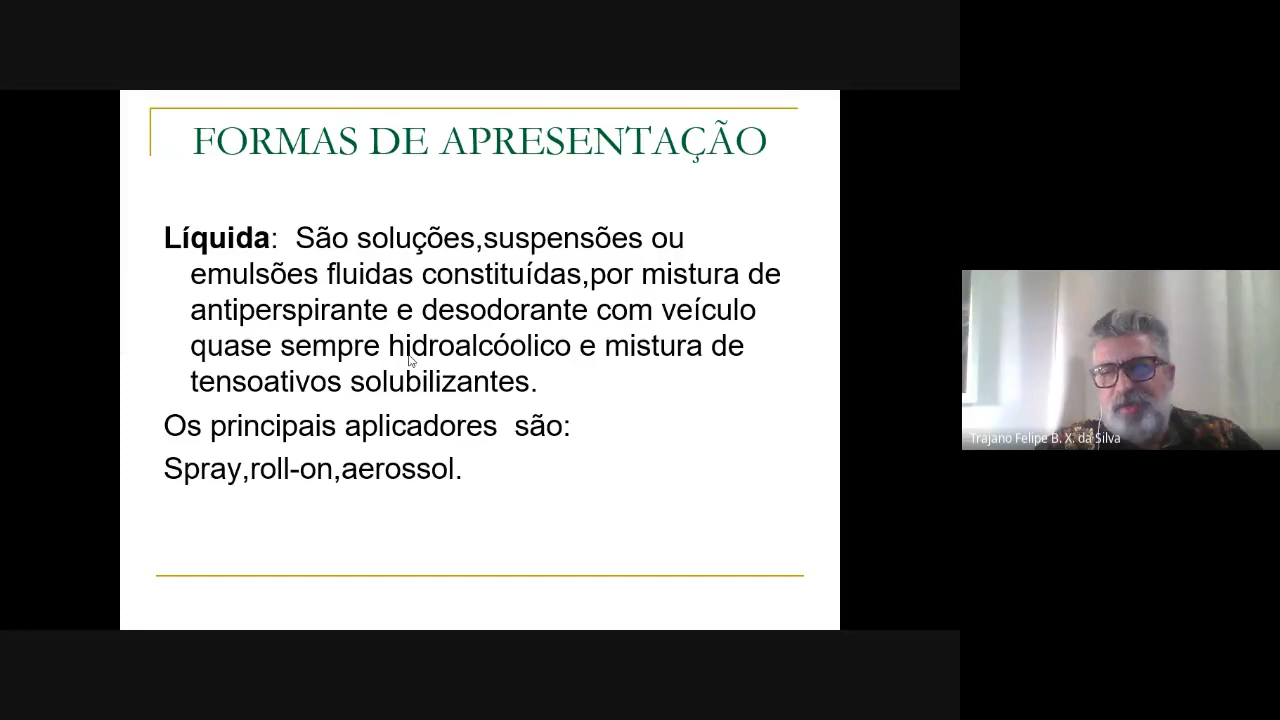 FORMAS DE APRESENTAÇÃO
Líquida:  São soluções,suspensões ou
emulsões fluidas constituídas,por mistura de
antiperspirante e desodorante com veículo
quase sempre hidroalcóolico e mistura de
tensoativos solubilizantes.
Os principais aplicadores  são:
Spray,roll-on,aerossol.
Trajano Felipe B. X. da Silva